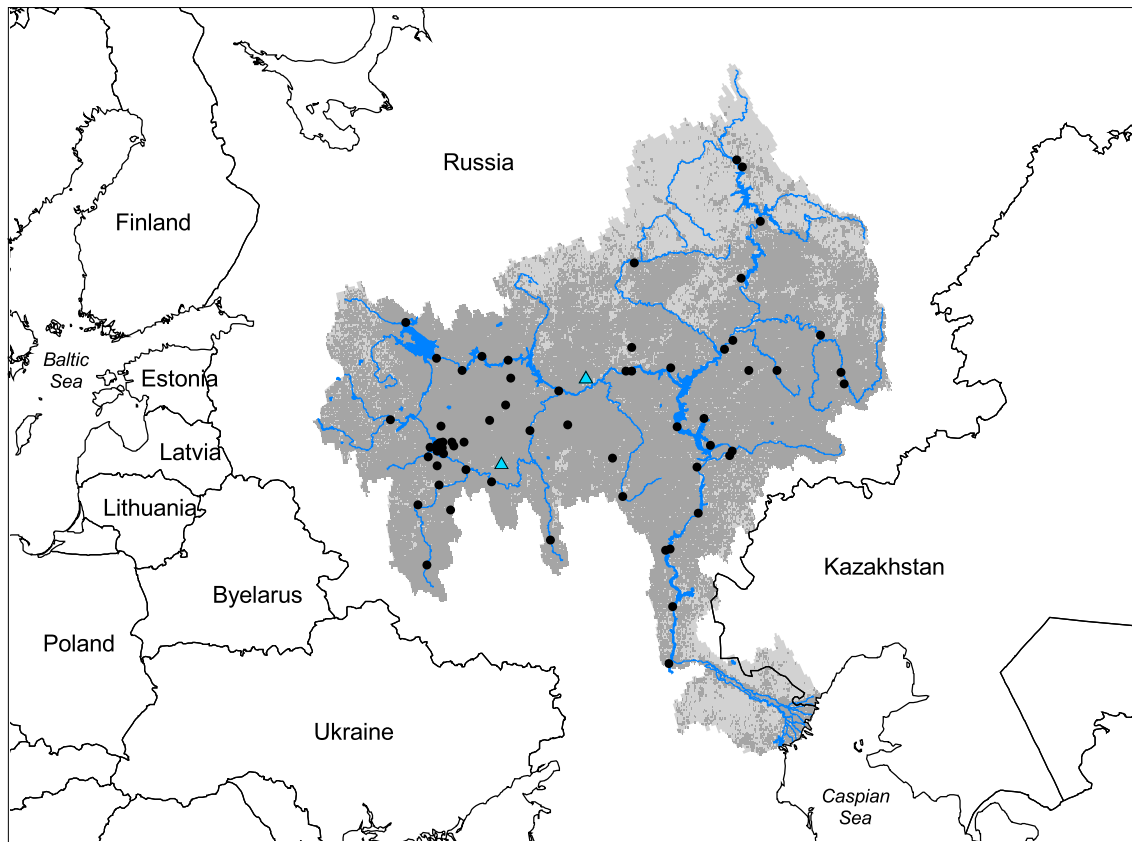 Russia
Finland
Baltic
Sea
Estonia
Latvia
Lithuania
Kazakhstan
Byelarus
Poland
Ukraine
Caspian
Sea